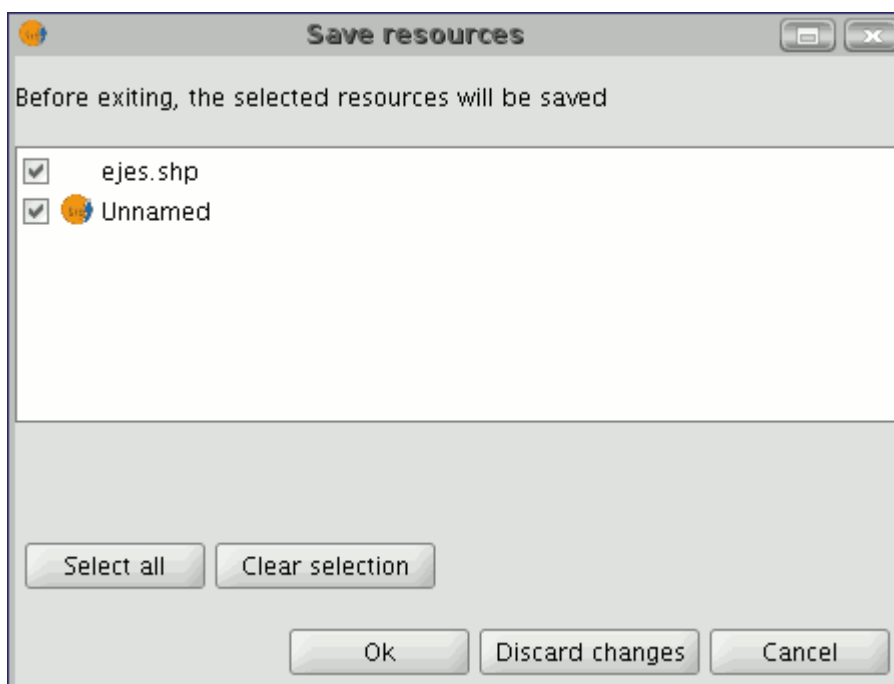 Save resources
Before exiting, the selected resources will be saved
ejes.shp
Unnamed
Select all Clear selection
Ok Discard changes Cancel